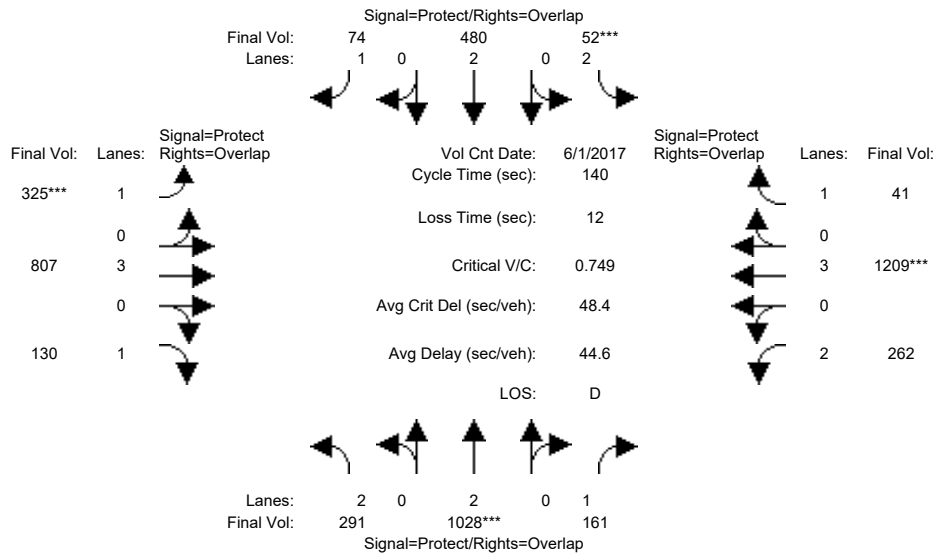 Signal=Protect/Rights=Overlap
Final Vol: 74 480 52***
Lanes: 1 0 2 0 2
Signal=Protect
Final Vol: Lanes: Rights=Overlap
Vol Cnt Date: 6/1/2017
Signal=Protect
Rights=Overlap Lanes: Final Vol:
Cycle Time (sec): 140
325*** 1
1 41
Loss Time (sec): 12
0
0
807 3
Critical V/C: 0.749
3 1209***
0
Avg Crit Del (sec/veh): 48.4
0
130 1
Avg Delay (sec/veh): 44.6
2 262
LOS: D
Lanes: 2 0 2 0 1
Final Vol: 291 1028*** 161
Signal=Protect/Rights=Overlap